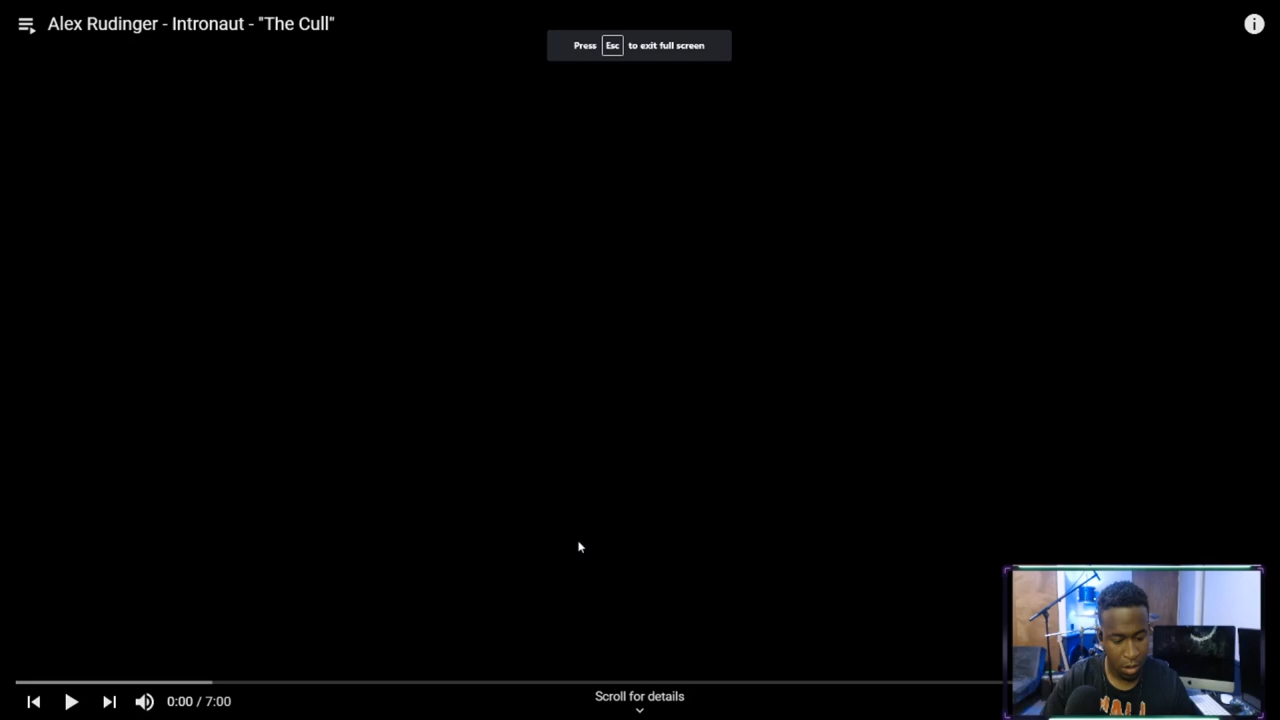 Alex Rudinger - Intronaut - "The Cull"
Press Esc to exit full screen
0:00 / 7:00
Scroll for details